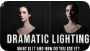 DRAMATIC LIGHTING
WHAT IS IT AND HOW DO YOU USE IT?